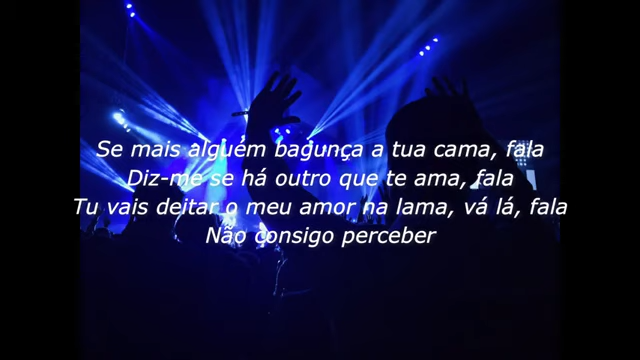 Se mais alguém bagunça a tua cama, fala
Diz-me se há outro que te ama, fala
Tu vais deitar o meu amor na lama, vá lá, fala
Não consigo perceber